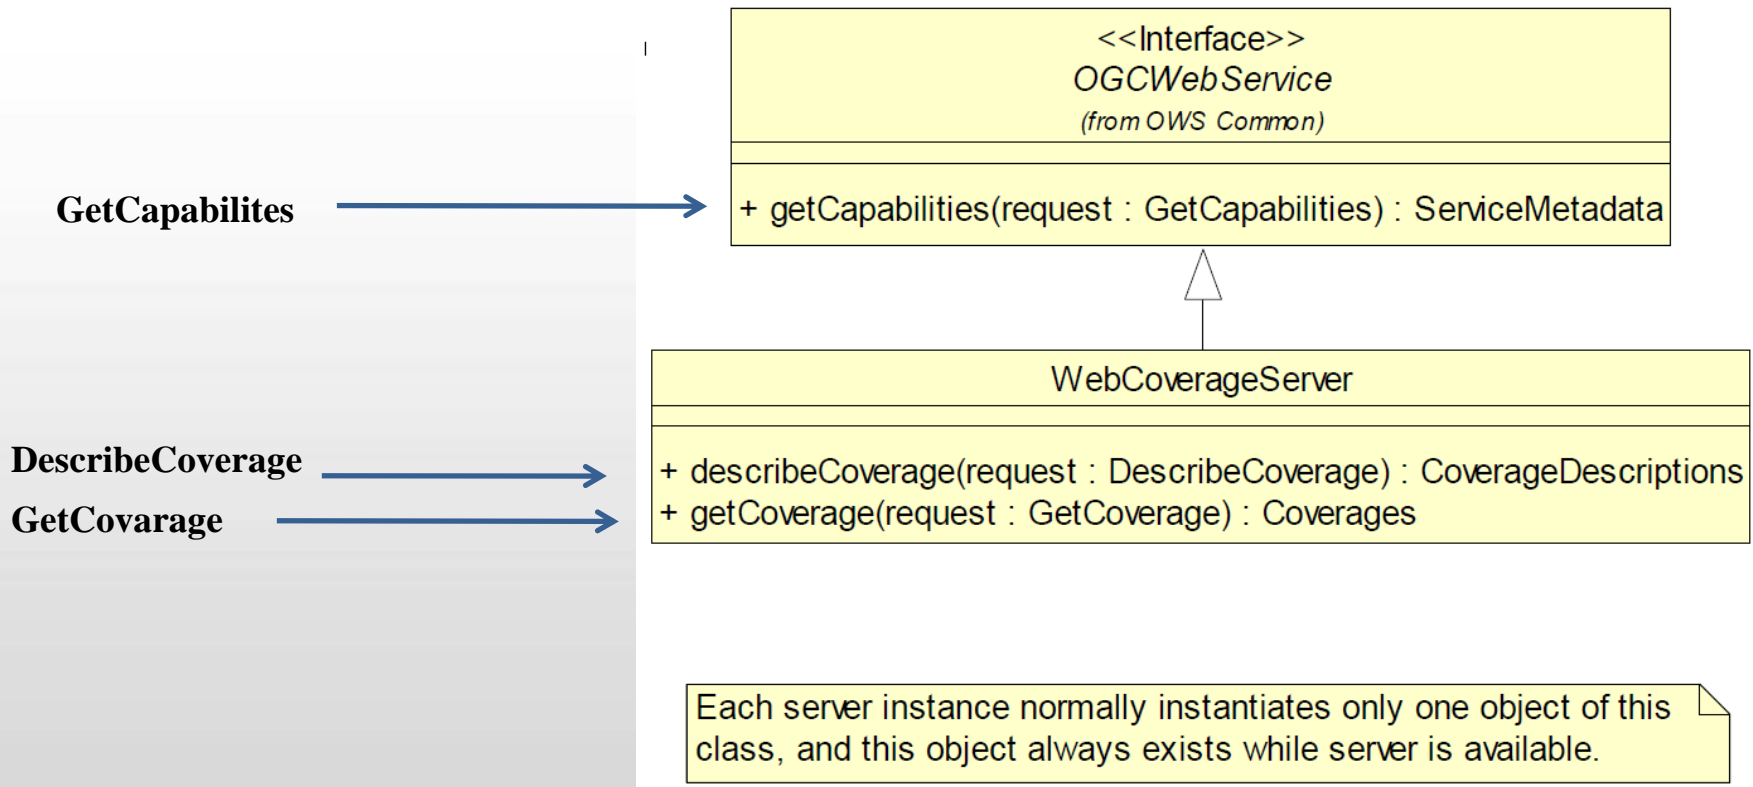 <<Interface>>
OGCWebService
(from OWS Common)
GetCapabilites
+ getCapabilities(request : GetCapabilities) : ServiceMetadata
WebCoverageServer
DescribeCoverage
+ describeCoverage(request : DescribeCoverage) : CoverageDescriptions
GetCovarage
+ getCoverage(request : GetCoverage) : Coverages
Each server instance normally instantiates only one object of this
class, and this object always exists while server is available.